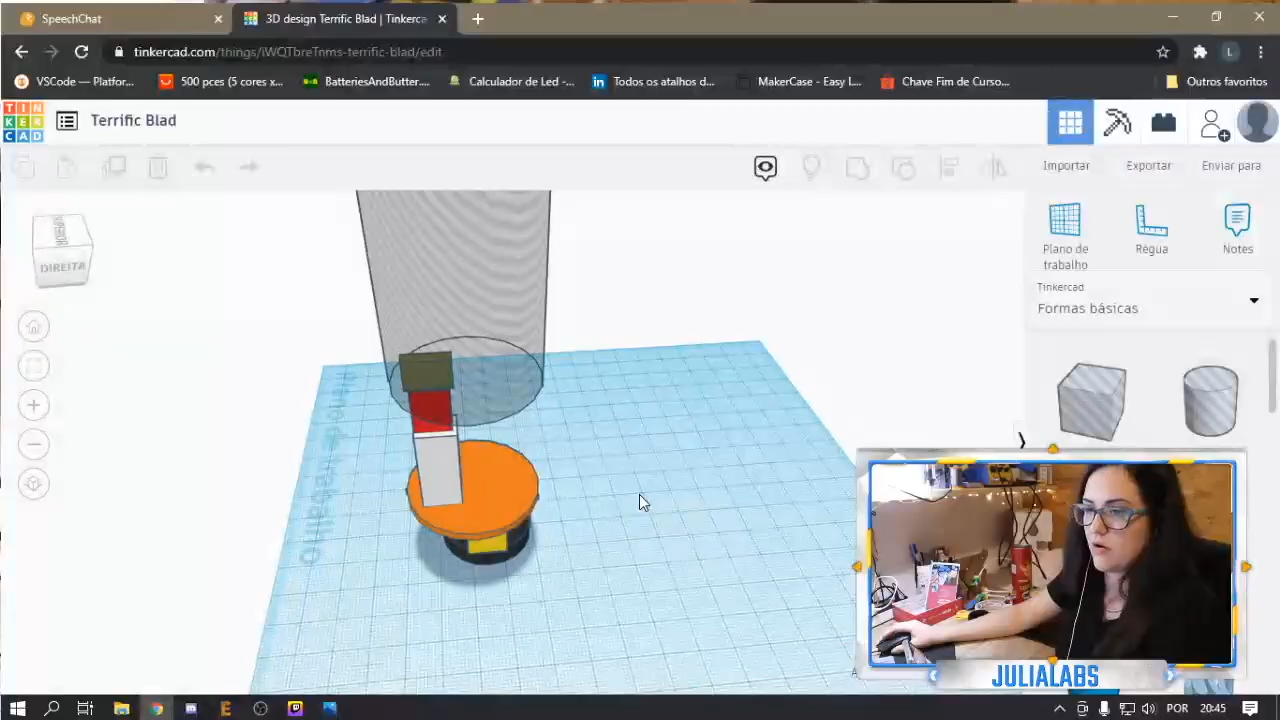 SpeechChat
3D design Terrific Blad | Tinkerca
tinkercad.com/things/iWQTbreTnms-terrific-blad/edit
VSCode — Platfor...
500 pces (5 cores x...
BatteriesAndButter....
Calculador de Led -...
Todos os atalhos d...
MakerCase - Easy L...
Chave Fim de Curso...
Outros favoritos
L
TIN
KER
CAD
Terrific Blad
Importar
Exportar
Enviar para
SUPERIOR
DIREITA
Plano de
trabalho
Régua
Notes
Tinkercad
Formas básicas
JULIALABS
POR
20:45